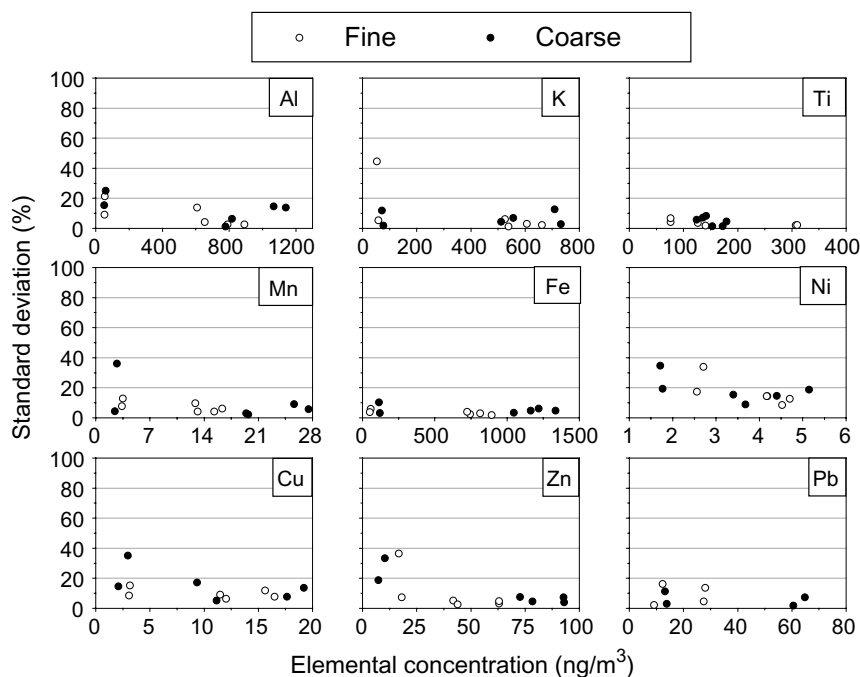 Fine Coarse
100 80 60 40 20 0
Al
0 400 800 1200
K
0 200 400 600 800
Ti
0 100 200 300 400
Standard deviation (%)
100 80 60 40 20 0
Mn
0 7 14 21 28
Fe
0 500 1000 1500
Ni
1 2 3 4 5 6
100 80 60 40 20 0
Cu
0 5 10 15 20
Zn
0 25 50 75 100
Pb
0 20 40 60 80
Elemental concentration (ng/m³)